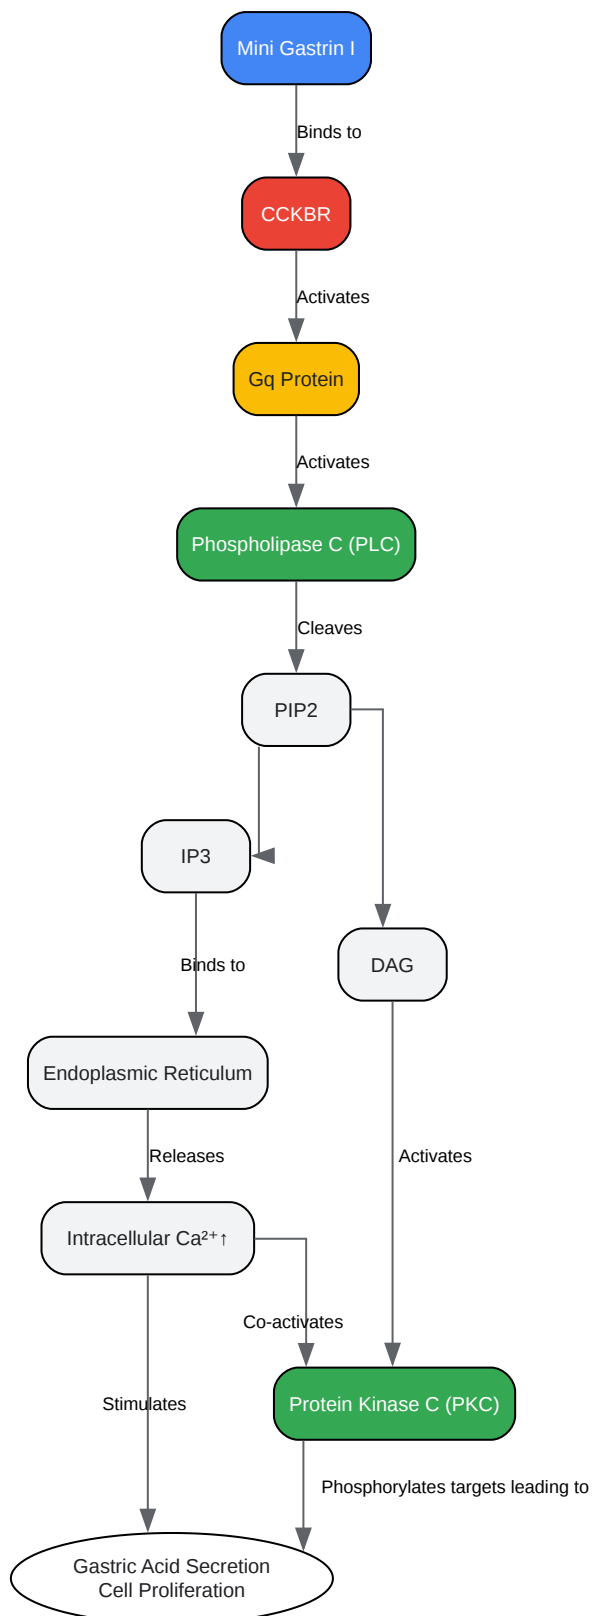 Mini Gastrin I
Binds to
CCKBR
Activates
Gq Protein
Activates
Phospholipase C (PLC)
Cleaves
PIP2
IP3
Binds to
DAG
Endoplasmic Reticulum
Releases
Activates
Intracellular Ca²⁺↑
Co-activates
Stimulates
Protein Kinase C (PKC)
Phosphorylates targets leading to
Gastric Acid Secretion
Cell Proliferation